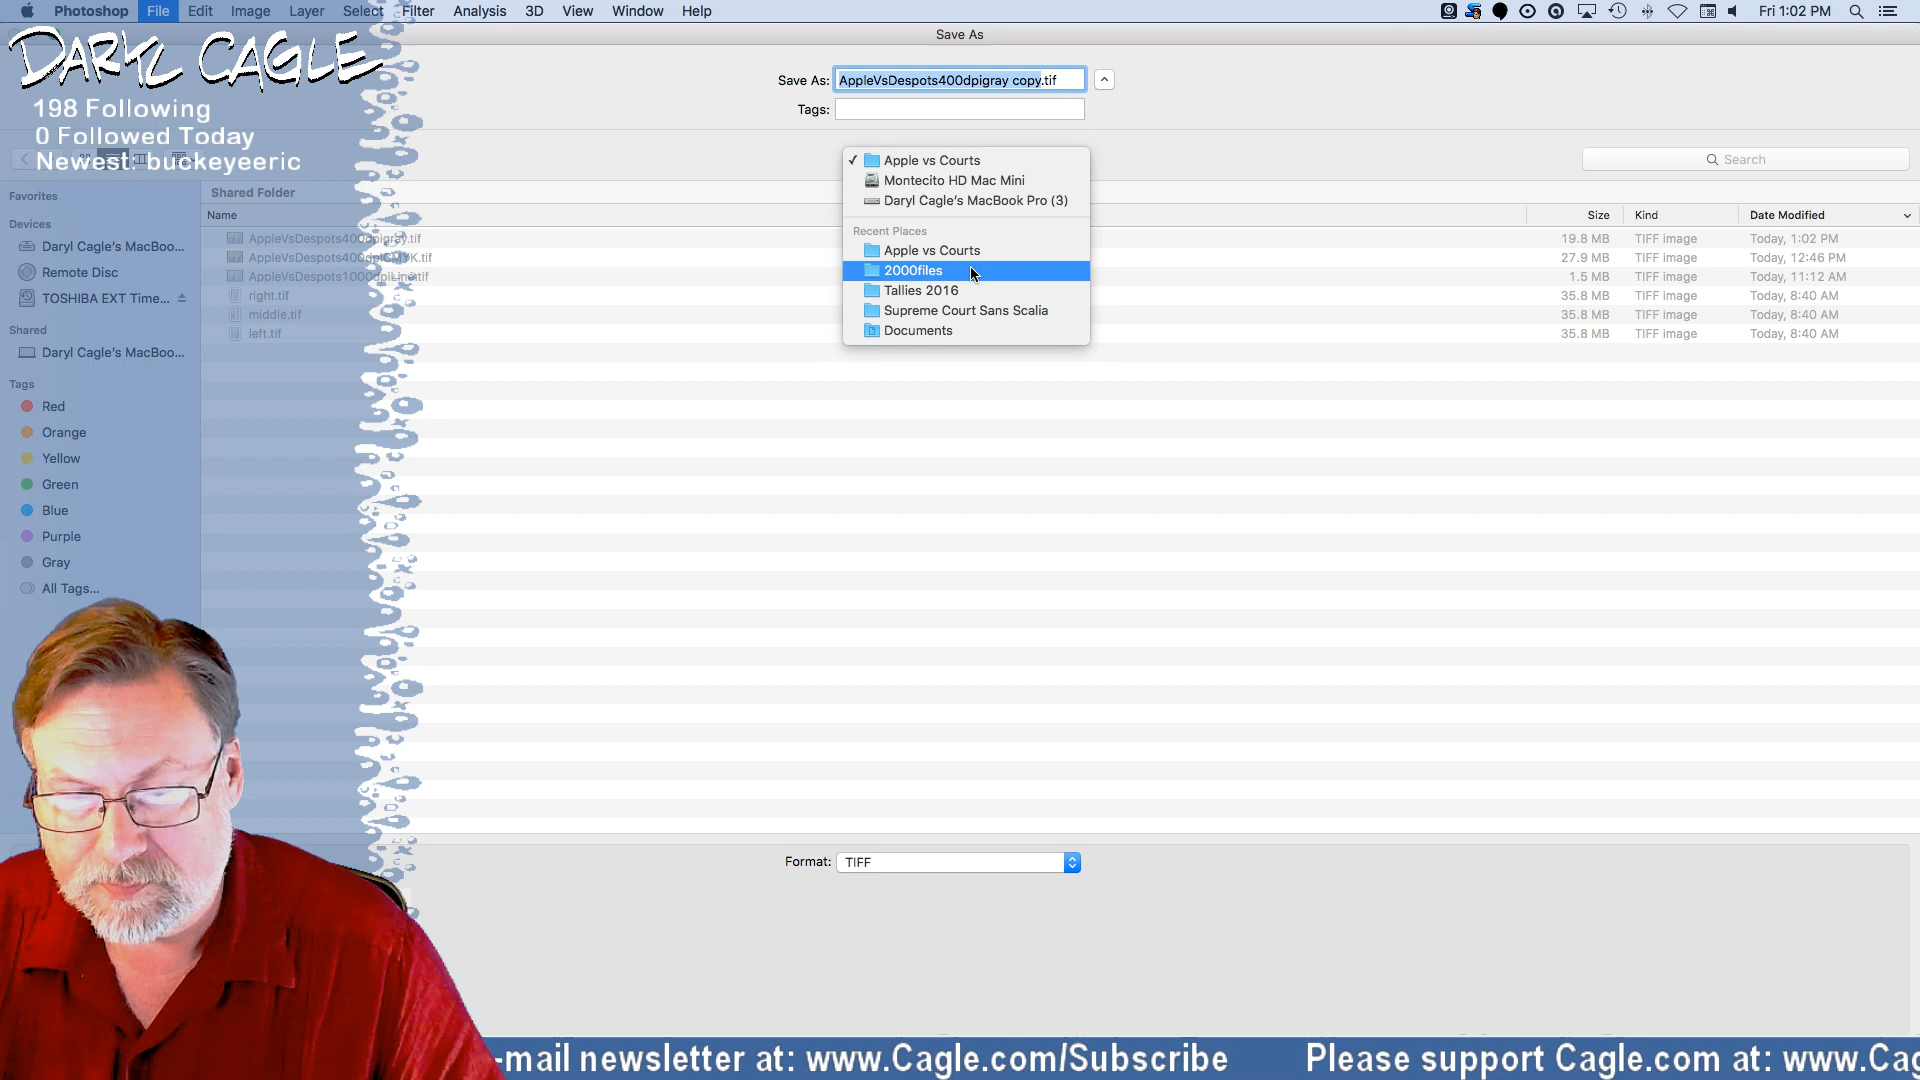 Photoshop File Edit Image Layer Select Filter Analysis 3D View Window Help Fri 1:02 PM
Save As
DARYL CAGLE
198 Following
0 Followed Today
Newest: buckeyeeric
Save As: AppleVsDespots400dpigray copy.tif
Tags:
Search
Apple vs Courts
Montecito HD Mac Mini
Daryl Cagle's MacBook Pro (3)
Recent Places
Apple vs Courts
2000files
Tallies 2016
Supreme Court Sans Scalia
Documents
Favorites
Devices
Daryl Cagle's MacBoo...
Remote Disc
TOSHIBA EXT Time...
Shared
Daryl Cagle's MacBoo...
Tags
Red
Orange
Yellow
Green
Blue
Purple
Gray
All Tags...
Shared Folder
Name Size Kind Date Modified
AppleVsDespots400dpigray.tif 19.8 MB TIFF image Today, 1:02 PM
AppleVsDespots400dpiCMYK.tif 27.9 MB TIFF image Today, 12:46 PM
AppleVsDespots1000dpiLine.tif 1.5 MB TIFF image Today, 11:12 AM
right.tif 35.8 MB TIFF image Today, 8:40 AM
middle.tif 35.8 MB TIFF image Today, 8:40 AM
left.tif 35.8 MB TIFF image Today, 8:40 AM
Format: TIFF
-mail newsletter at: www.Cagle.com/Subscribe Please support Cagle.com at: www.Cag